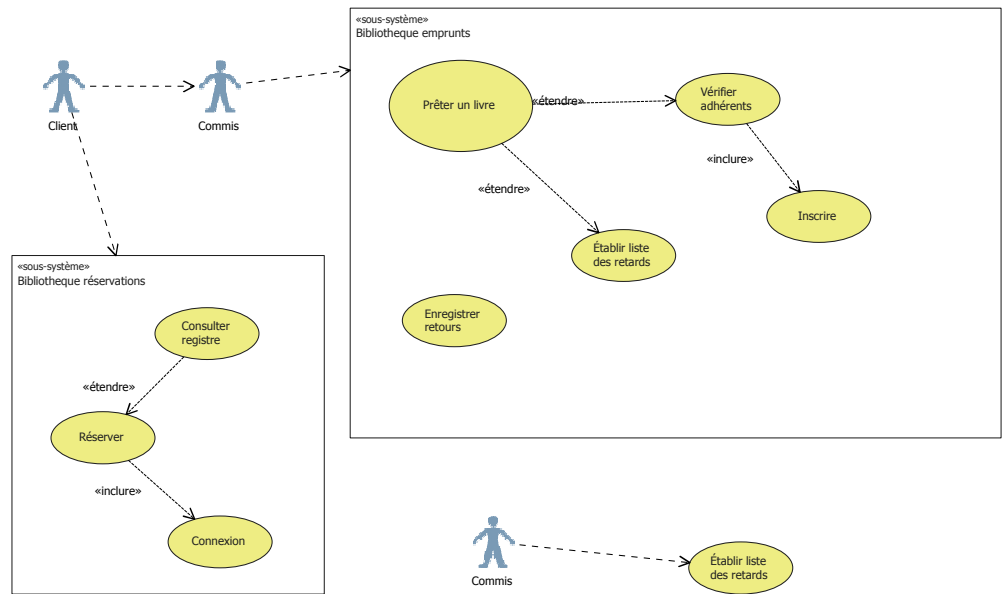 «sous-système»
Bibliotheque emprunts
Client
Commis
Prêter un livre
«étendre»
Vérifier
adhérents
«inclure»
«étendre»
Inscrire
Établir liste
des retards
Enregistrer
retours
«sous-système»
Bibliotheque réservations
Consulter
registre
«étendre»
Réserver
«inclure»
Connexion
Commis
Établir liste
des retards